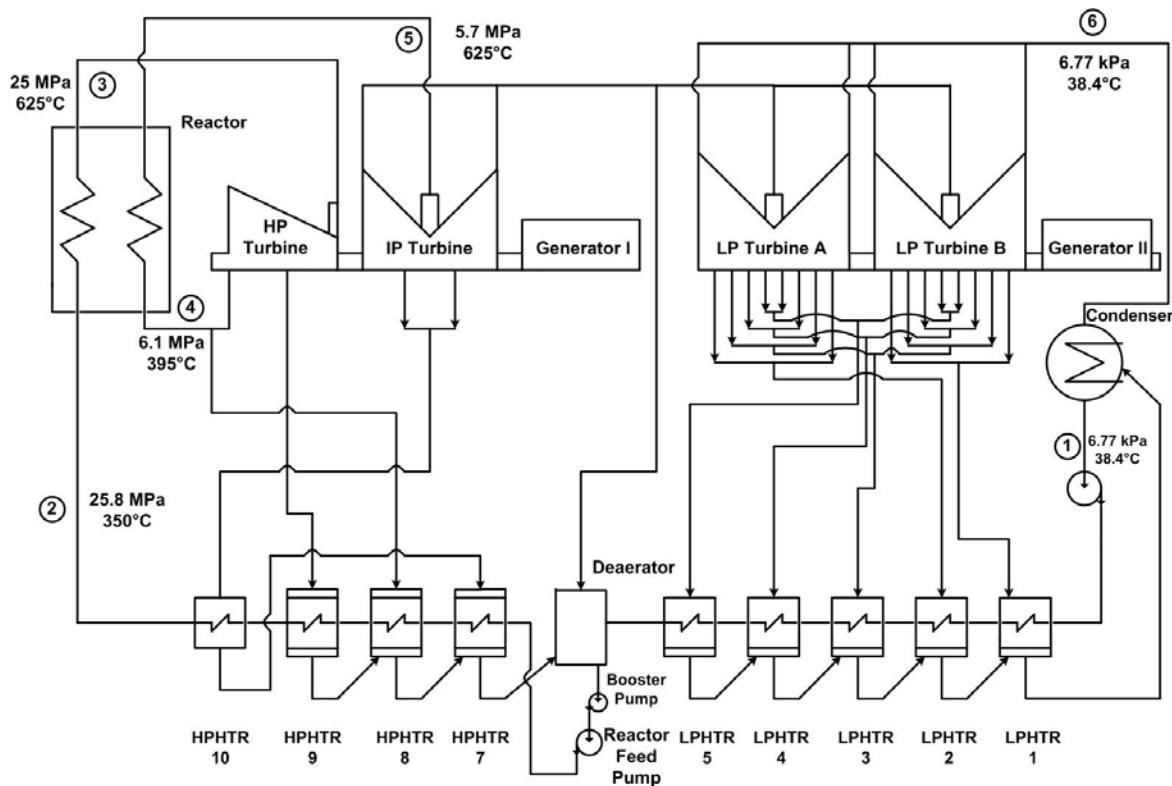 5
5.7 MPa
625°C
6
6.77 kPa
38.4°C
25 MPa
625°C
3
Reactor
HP
Turbine
IP Turbine
Generator I
LP Turbine A
LP Turbine B
Generator II
4
6.1 MPa
395°C
Condenser
1
6.77 kPa
38.4°C
2
25.8 MPa
350°C
Deaerator
Booster
Pump
Reactor
Feed
Pump
HPHTR
10
HPHTR
9
HPHTR
8
HPHTR
7
LPHTR
5
LPHTR
4
LPHTR
3
LPHTR
2
LPHTR
1